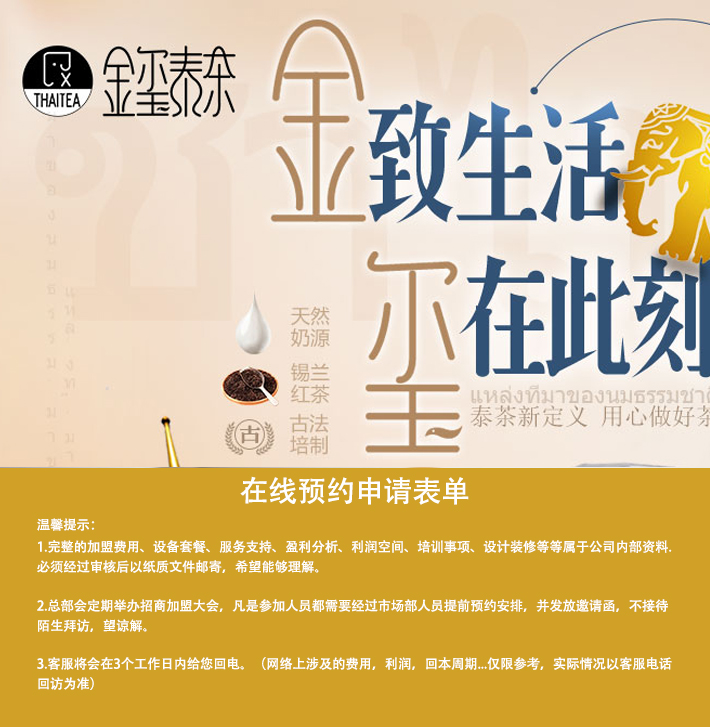 JX
THAITEA
金玺泰茶
金玺
致生活
在此刻
天然
奶源
锡兰
红茶
古
古法
培制
แหล่งที่มาของนมธรรมชาติ
泰茶新定义 用心做好茶
在线预约申请表单
温馨提示：
1.完整的加盟费用、设备套餐、服务支持、盈利分析、利润空间、培训事项、设计装修等等属于公司内部资料.
必须经过审核后以纸质文件邮寄，希望能够理解。
2.总部会定期举办招商加盟大会，凡是参加人员都需要经过市场部人员提前预约安排，并发放邀请函，不接待
陌生拜访，望谅解。
3.客服将会在3个工作日内给您回电。（网络上涉及的费用，利润，回本周期...仅限参考，实际情况以客服电话
回访为准）